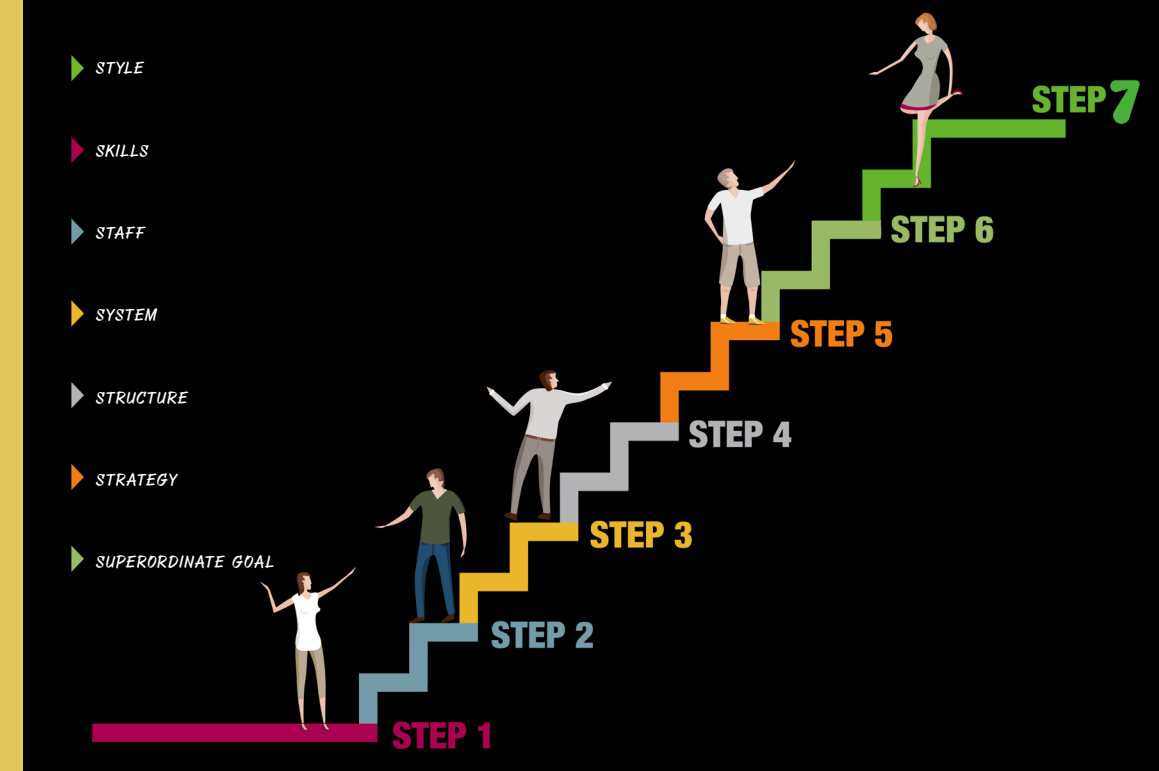 STYLE
SKILLS
STAFF
SYSTEM
STRUCTURE
STRATEGY
SUPERORDINATE GOAL
STEP 7
STEP 6
STEP 5
STEP 4
STEP 3
STEP 2
STEP 1